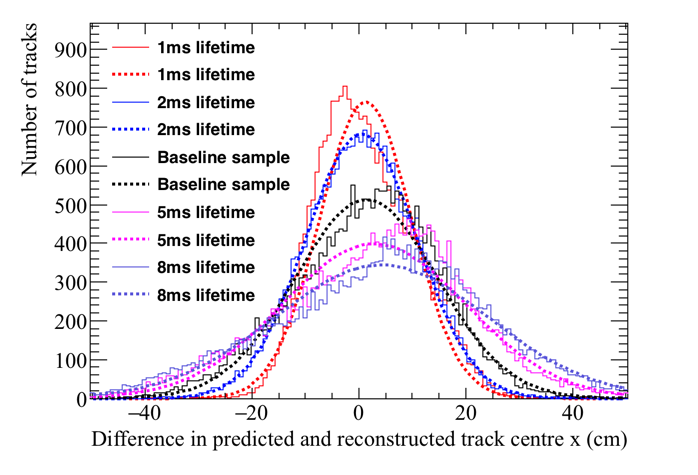 Number of tracks
900
800
700
600
500
400
300
200
100
0
1ms lifetime
1ms lifetime
2ms lifetime
2ms lifetime
Baseline sample
Baseline sample
5ms lifetime
5ms lifetime
8ms lifetime
8ms lifetime
−40 −20 0 20 40
Difference in predicted and reconstructed track centre x (cm)